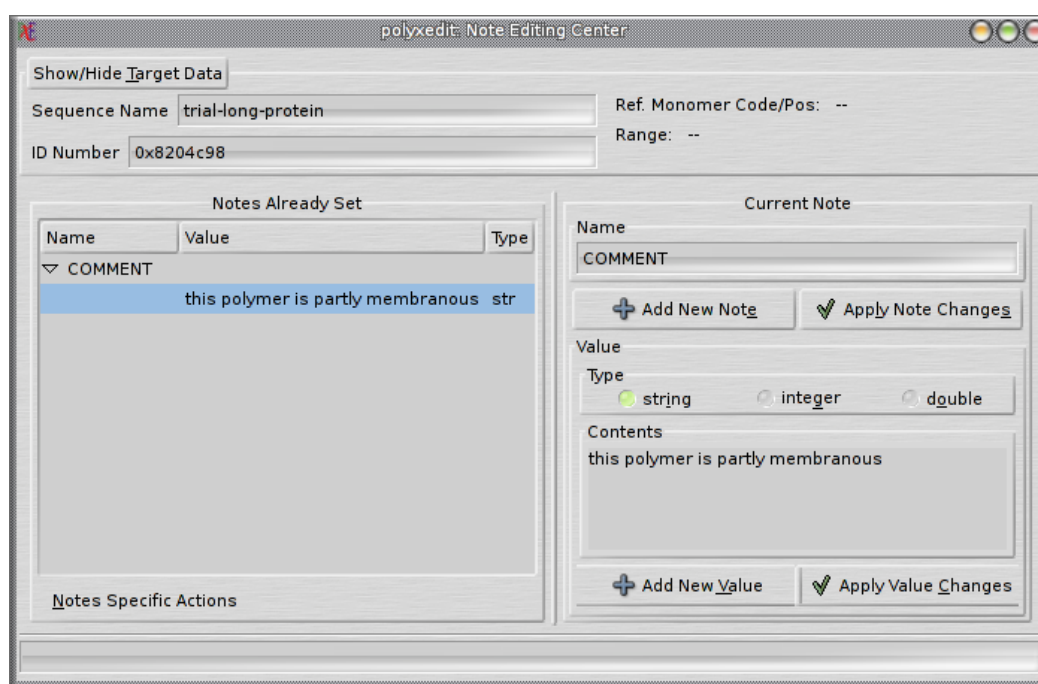 polyxedit: Note Editing Center
Show/Hide Target Data
Sequence Name trial-long-protein
Ref. Monomer Code/Pos: --
Range: --
ID Number 0x8204c98
Notes Already Set
Name Value Type
COMMENT
this polymer is partly membranous str
Notes Specific Actions
Current Note
Name
COMMENT
Add New Note Apply Note Changes
Value
Type
string integer double
Contents
this polymer is partly membranous
Add New Value Apply Value Changes